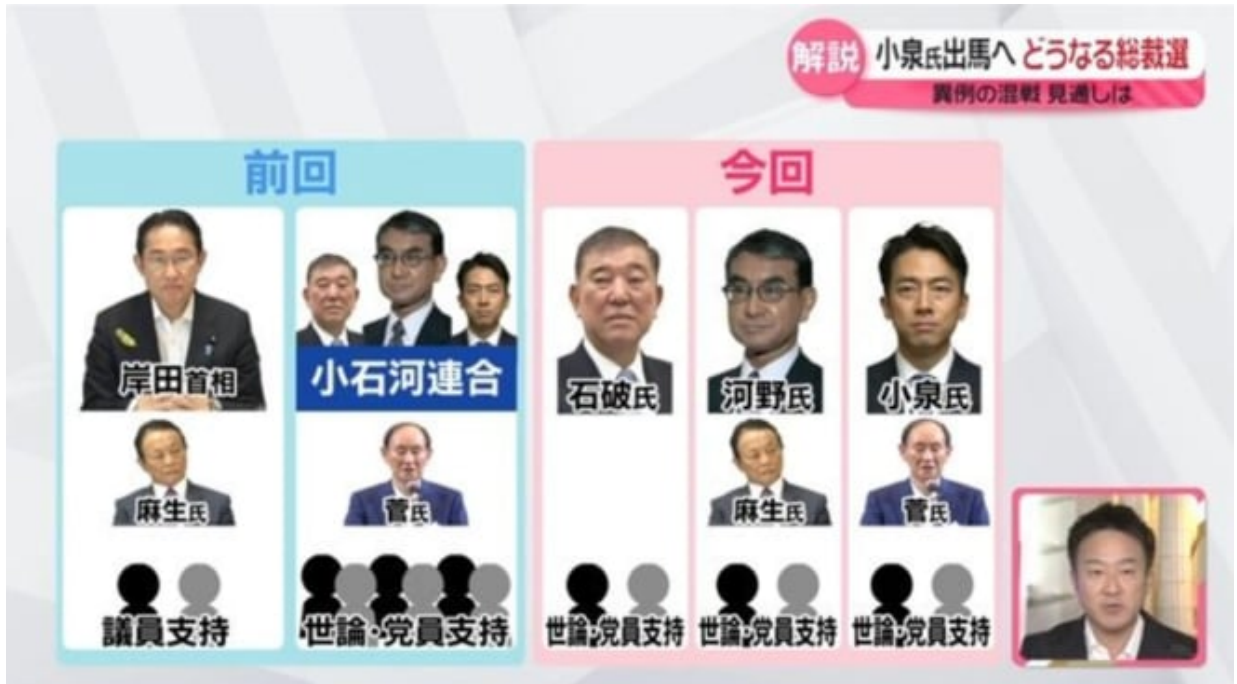 解説
小泉氏出馬へ どうなる総裁選
異例の混戦 見通しは
前回
岸田首相
小石河連合
麻生氏
菅氏
議員支持
世論・党員支持
今回
石破氏
河野氏
小泉氏
麻生氏
菅氏
世論・党員支持
世論・党員支持
世論・党員支持